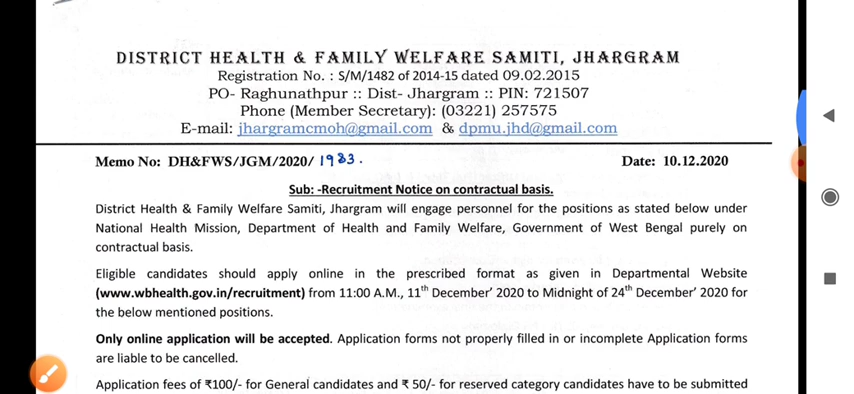 DISTRICT HEALTH & FAMILY WELFARE SAMITI, JHARGRAM
Registration No. : S/M/1482 of 2014-15 dated 09.02.2015
PO- Raghunathpur :: Dist- Jhargram :: PIN: 721507
Phone (Member Secretary): (03221) 257575
E-mail: jhargramcmoh@gmail.com & dpmu.jhd@gmail.com
Memo No: DH&FWS/JGM/2020/ 1983. Date: 10.12.2020
Sub: -Recruitment Notice on contractual basis.
District Health & Family Welfare Samiti, Jhargram will engage personnel for the positions as stated below under
National Health Mission, Department of Health and Family Welfare, Government of West Bengal purely on
contractual basis.
Eligible candidates should apply online in the prescribed format as given in Departmental Website
(www.wbhealth.gov.in/recruitment) from 11:00 A.M., 11th December' 2020 to Midnight of 24th December' 2020 for
the below mentioned positions.
Only online application will be accepted. Application forms not properly filled in or incomplete Application forms
are liable to be cancelled.
Application fees of ₹100/- for General candidates and ₹ 50/- for reserved category candidates have to be submitted